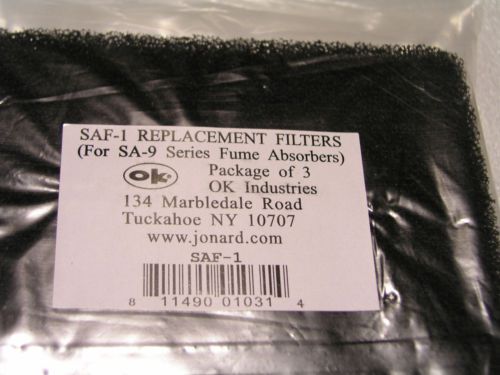 SAF-1 REPLACEMENT FILTERS
(For SA-9 Series Fume Absorbers)
ok Package of 3
OK Industries
134 Marbledale Road
Tuckahoe NY 10707
www.jonard.com
SAF-1
8 11490 01031 4